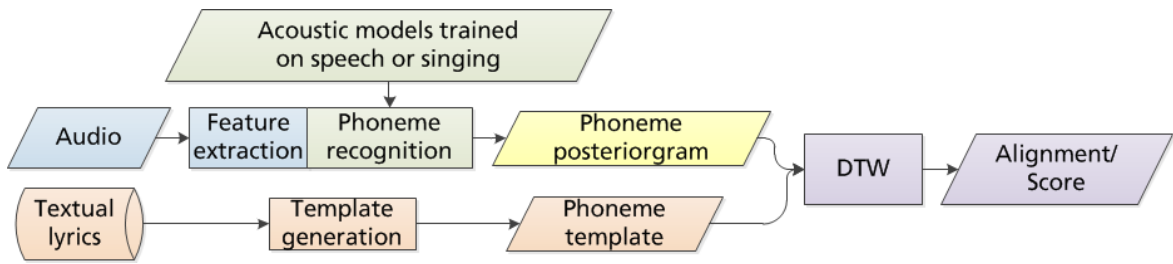 Acoustic models trained
on speech or singing
Audio
Feature
extraction
Phoneme
recognition
Phoneme
posteriorgram
DTW
Alignment/
Score
Textual
lyrics
Template
generation
Phoneme
template